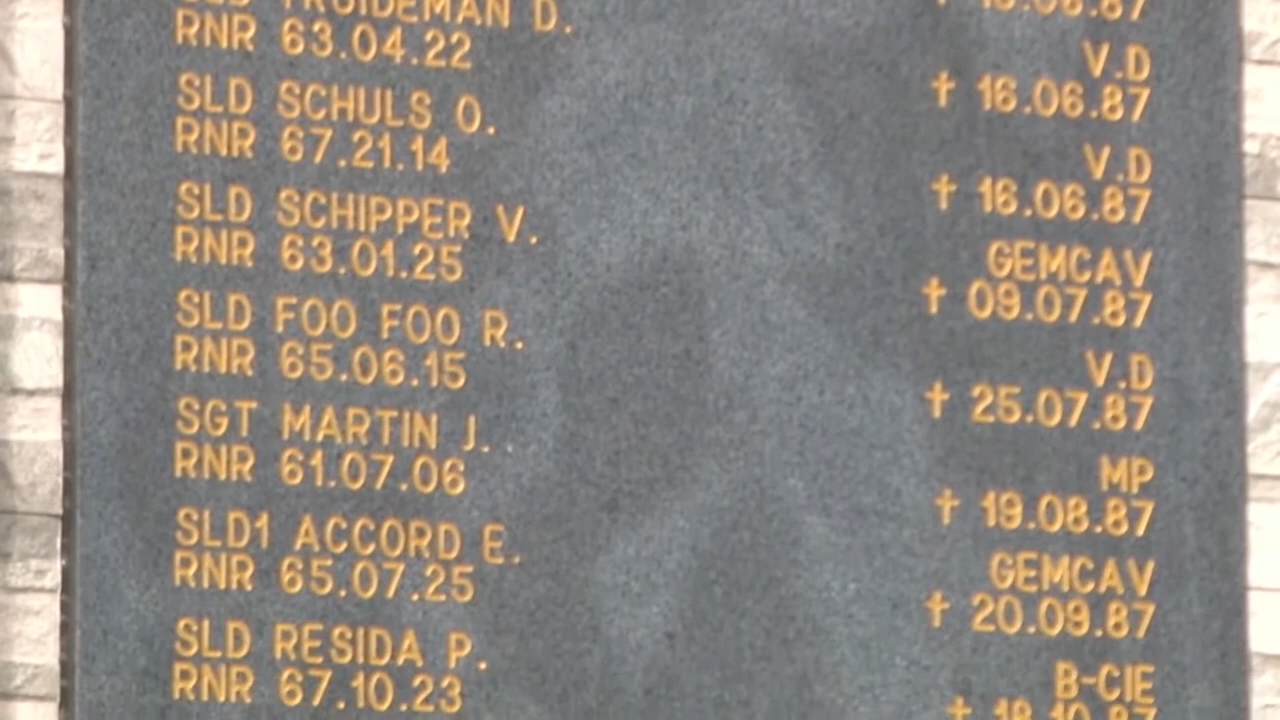 D.
RNR 63.04.22
V.D
SLD SCHULS O.
† 16.06.87
RNR 67.21.14
V.D
SLD SCHIPPER V.
† 16.06.87
RNR 63.01.25
GEMCAV
SLD FOO FOO R.
† 09.07.87
RNR 65.06.15
V.D
SGT MARTIN J.
† 25.07.87
RNR 61.07.06
MP
SLD1 ACCORD E.
† 19.08.87
RNR 65.07.25
GEMCAV
SLD RESIDA P.
† 20.09.87
RNR 67.10.23
B-CIE